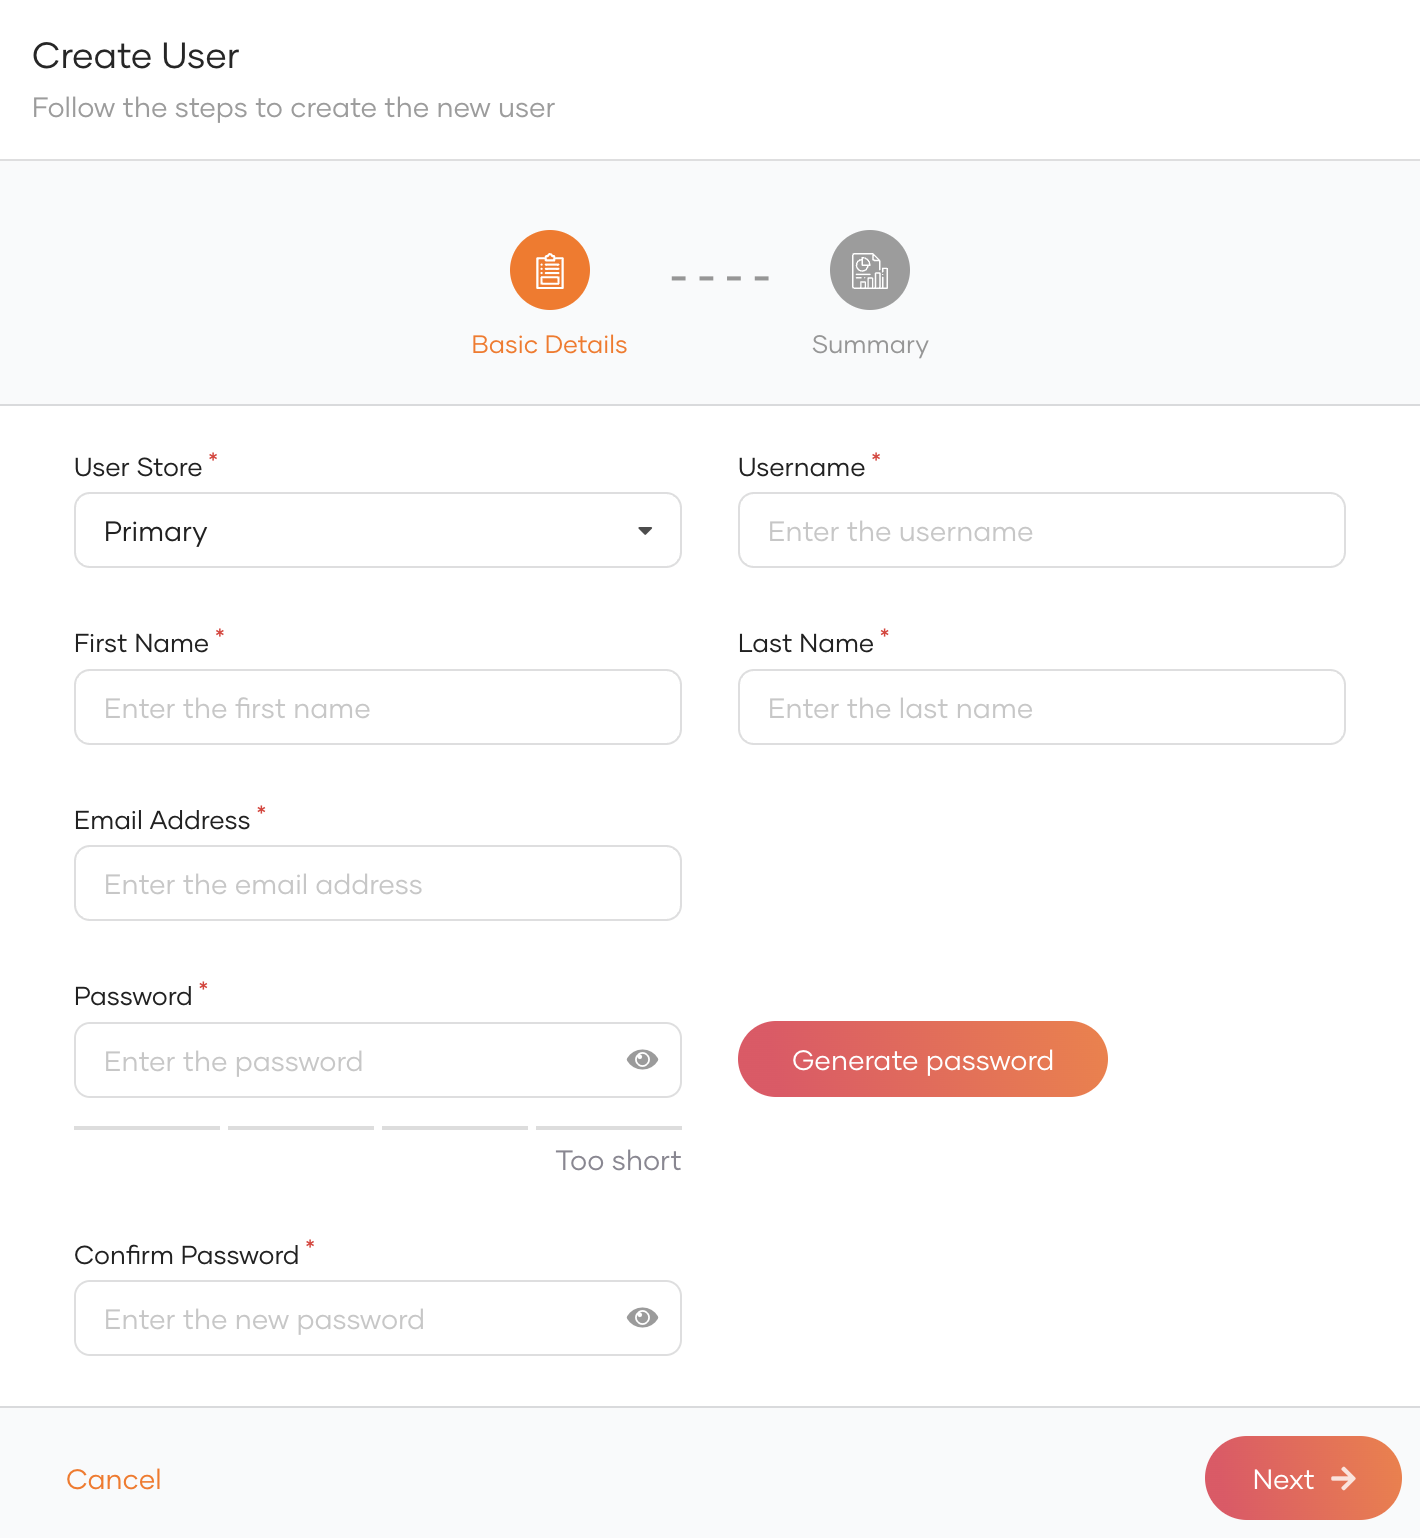 Create User
Follow the steps to create the new user
Basic Details
Summary
User Store *
Username *
Primary
Enter the username
First Name *
Last Name *
Enter the first name
Enter the last name
Email Address *
Enter the email address
Password *
Enter the password
Generate password
Too short
Confirm Password *
Enter the new password
Cancel
Next